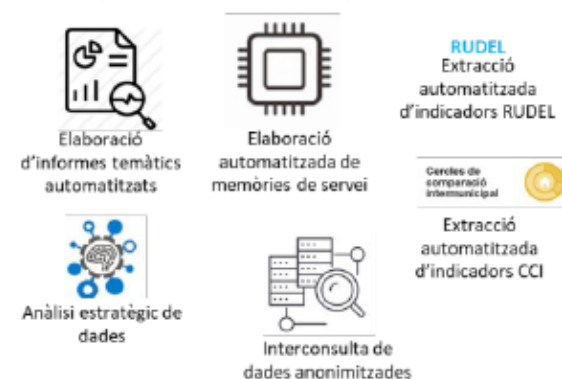 Elaboració
d'informes temàtics
automatitzats
Elaboració
automatitzada de
memòries de servei
RUDEL
Extracció
automatitzada
d'indicadors RUDEL
Cercles de
comparació
intermunicipal
Extracció
automatitzada
d'indicadors CCI
Anàlisi estratègic de
dades
Interconsulta de
dades anonimitzades